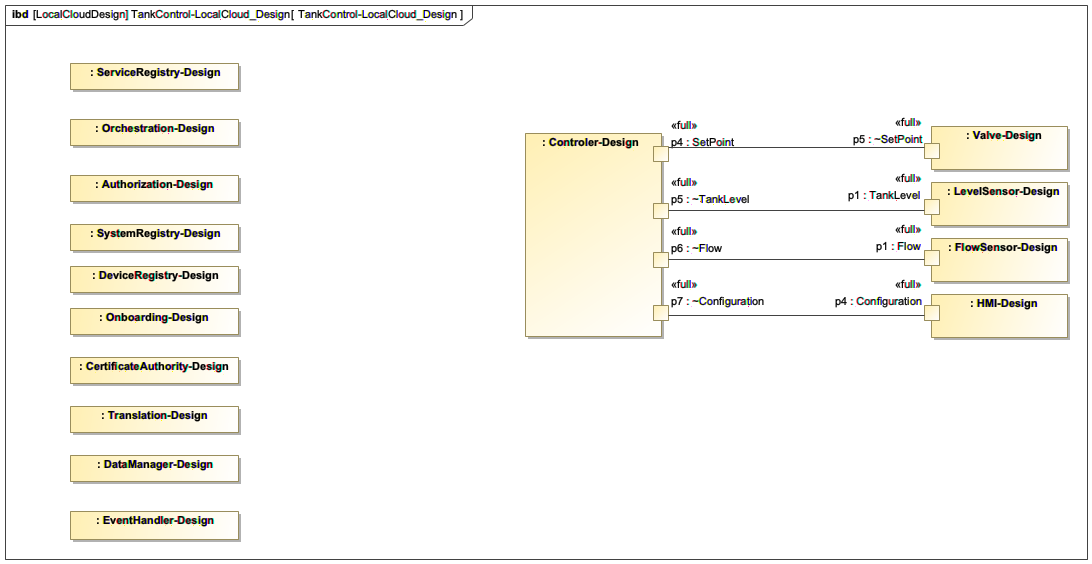 ibd [LocalCloudDesign] TankControl-LocalCloud_Design[ TankControl-LocalCloud_Design ]
: ServiceRegistry-Design
: Orchestration-Design
: Authorization-Design
: SystemRegistry-Design
: DeviceRegistry-Design
: Onboarding-Design
: CertificateAuthority-Design
: Translation-Design
: DataManager-Design
: EventHandler-Design
: Controler-Design
«full»
p4 : SetPoint
«full»
p5 : ~TankLevel
«full»
p6 : ~Flow
«full»
p7 : ~Configuration
«full»
p5 : ~SetPoint
«full»
p1 : TankLevel
«full»
p1 : Flow
«full»
p4 : Configuration
: Valve-Design
: LevelSensor-Design
: FlowSensor-Design
: HMI-Design